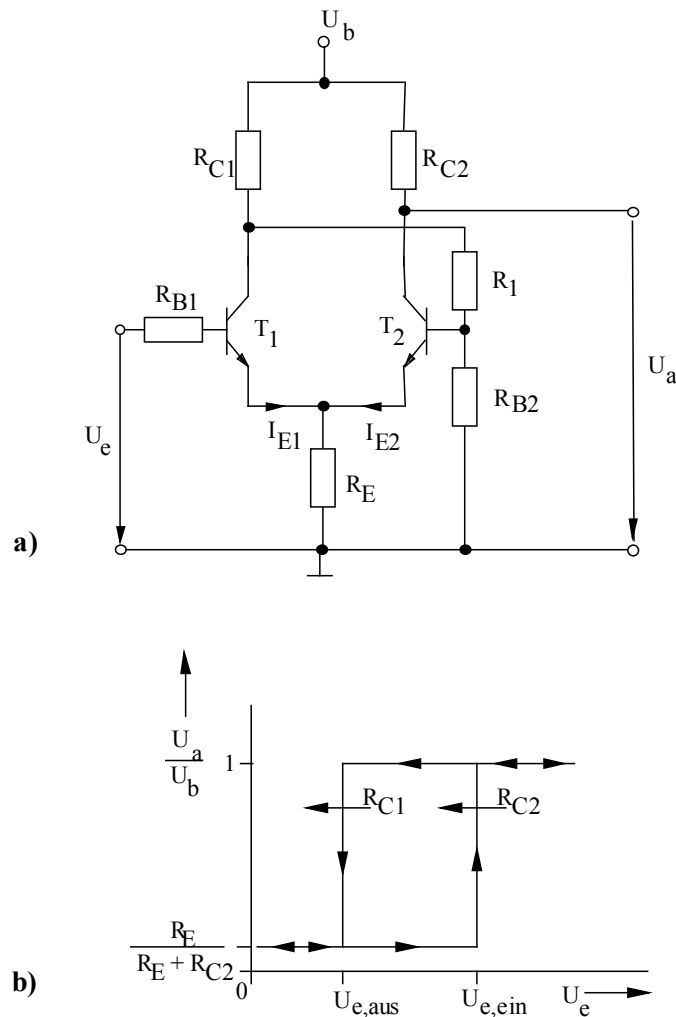 U_b
R_C1
R_C2
R_1
R_B1
T_1
T_2
U_a
R_B2
U_e
I_E1
I_E2
R_E
a)
U_a
U_b
1
R_C1
R_C2
R_E
R_E + R_C2
b)
0
U_e,aus
U_e,ein
U_e